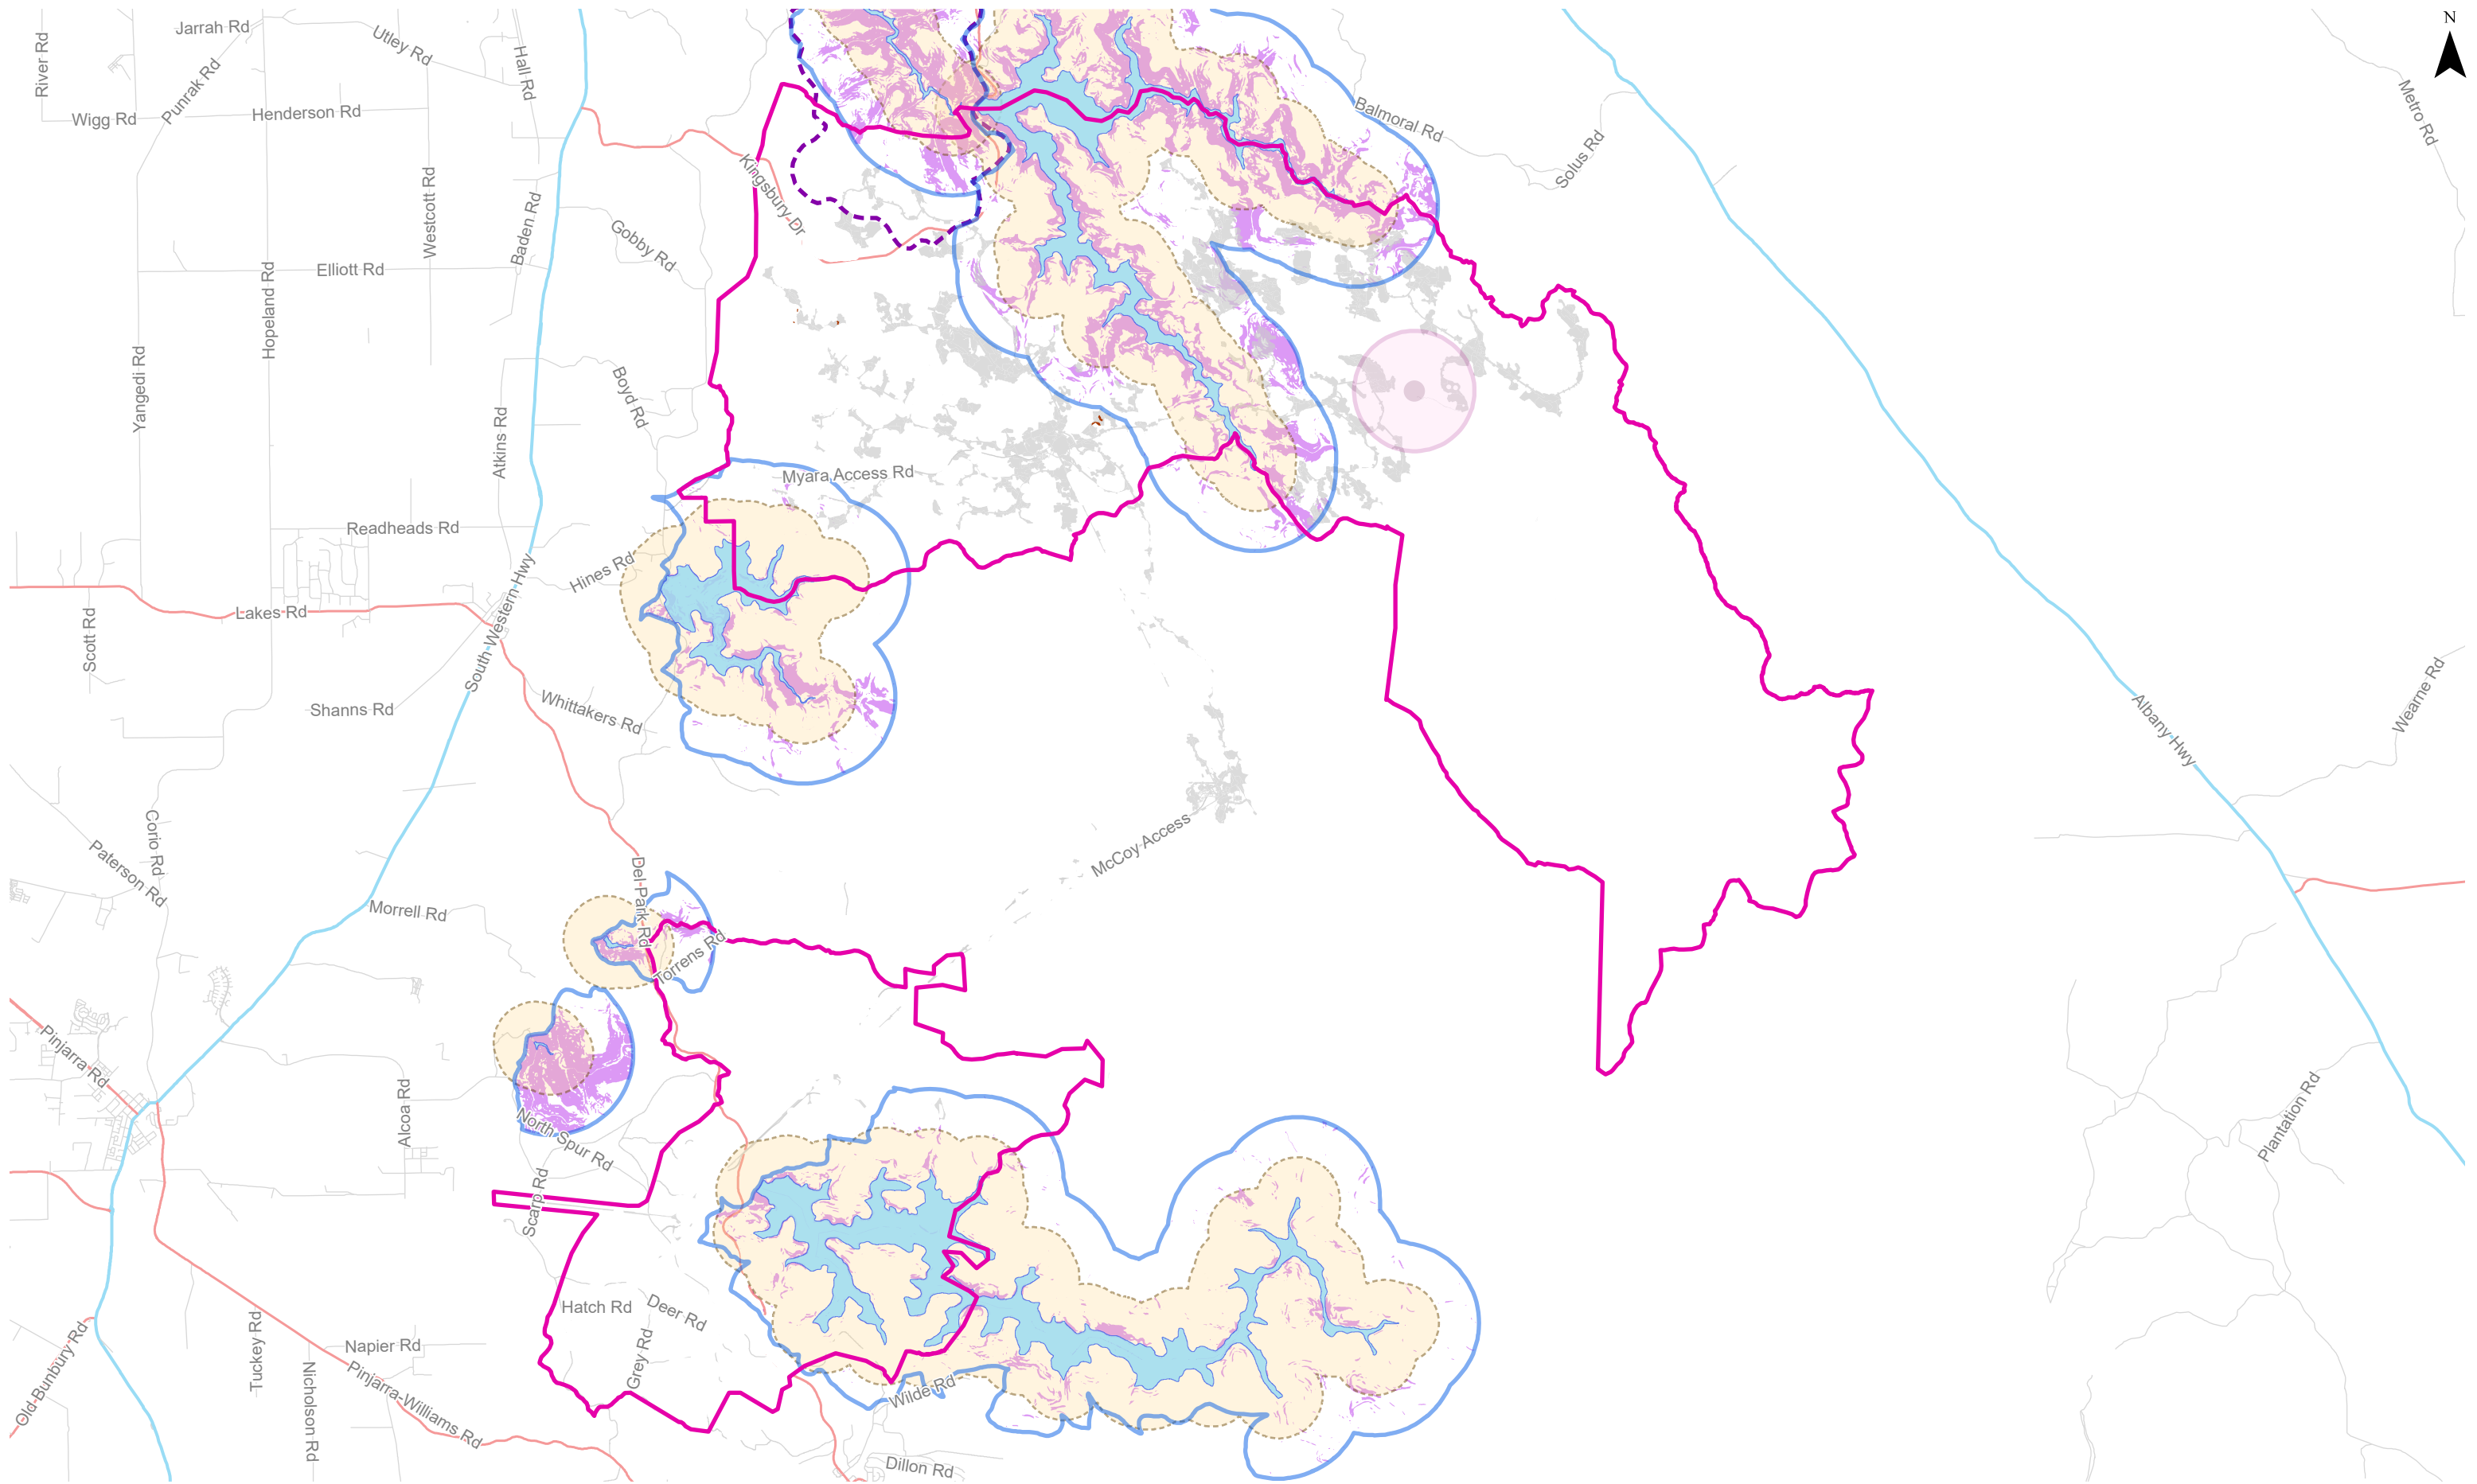 N
River Rd
Jarrah Rd
Utley Rd
Hall Rd
Punrak Rd
Wigg Rd
Henderson Rd
Balmoral Rd
Metro Rd
Solus Rd
Kingsbury Dr
Westcott Rd
Baden Rd
Gobby Rd
Elliott Rd
Hopeland Rd
Yangedi Rd
Boyd Rd
Atkins Rd
Myara Access Rd
Readheads Rd
Hines Rd
South Western Hwy
Lakes Rd
Scott Rd
Shanns Rd
Whittakers Rd
Wearne Rd
Albany Hwy
McCoy Access
Corio Rd
Paterson Rd
Del Park Rd
Morrell Rd
Torrens Rd
Pinjarra Rd
Alcoa Rd
North Spur Rd
Plantation Rd
Scarp Rd
Hatch Rd
Deer Rd
Grey Rd
Napier Rd
Tuckey Rd
Nicholson Rd
Pinjarra-Williams Rd
Old Bunbury Rd
Wilde Rd
Dillon Rd